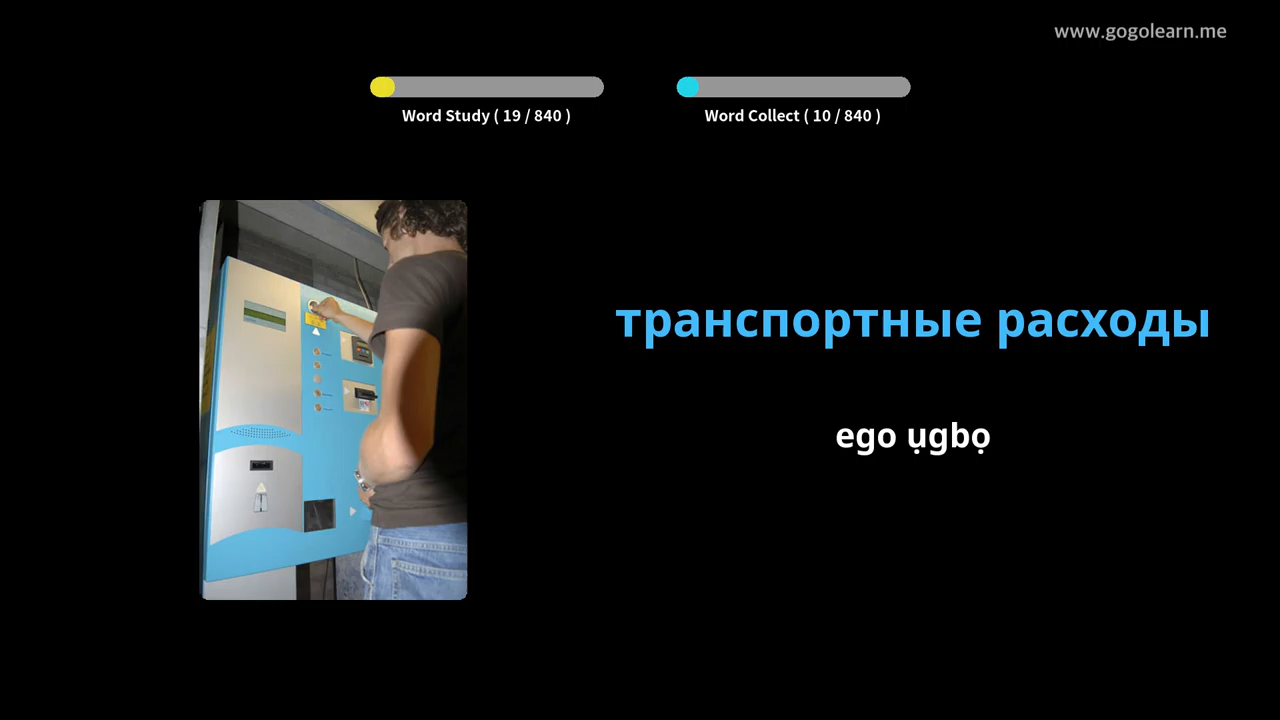 www.gogolearn.me
Word Study ( 19 / 840 )
Word Collect ( 10 / 840 )
транспортные расходы
ego ụgbọ